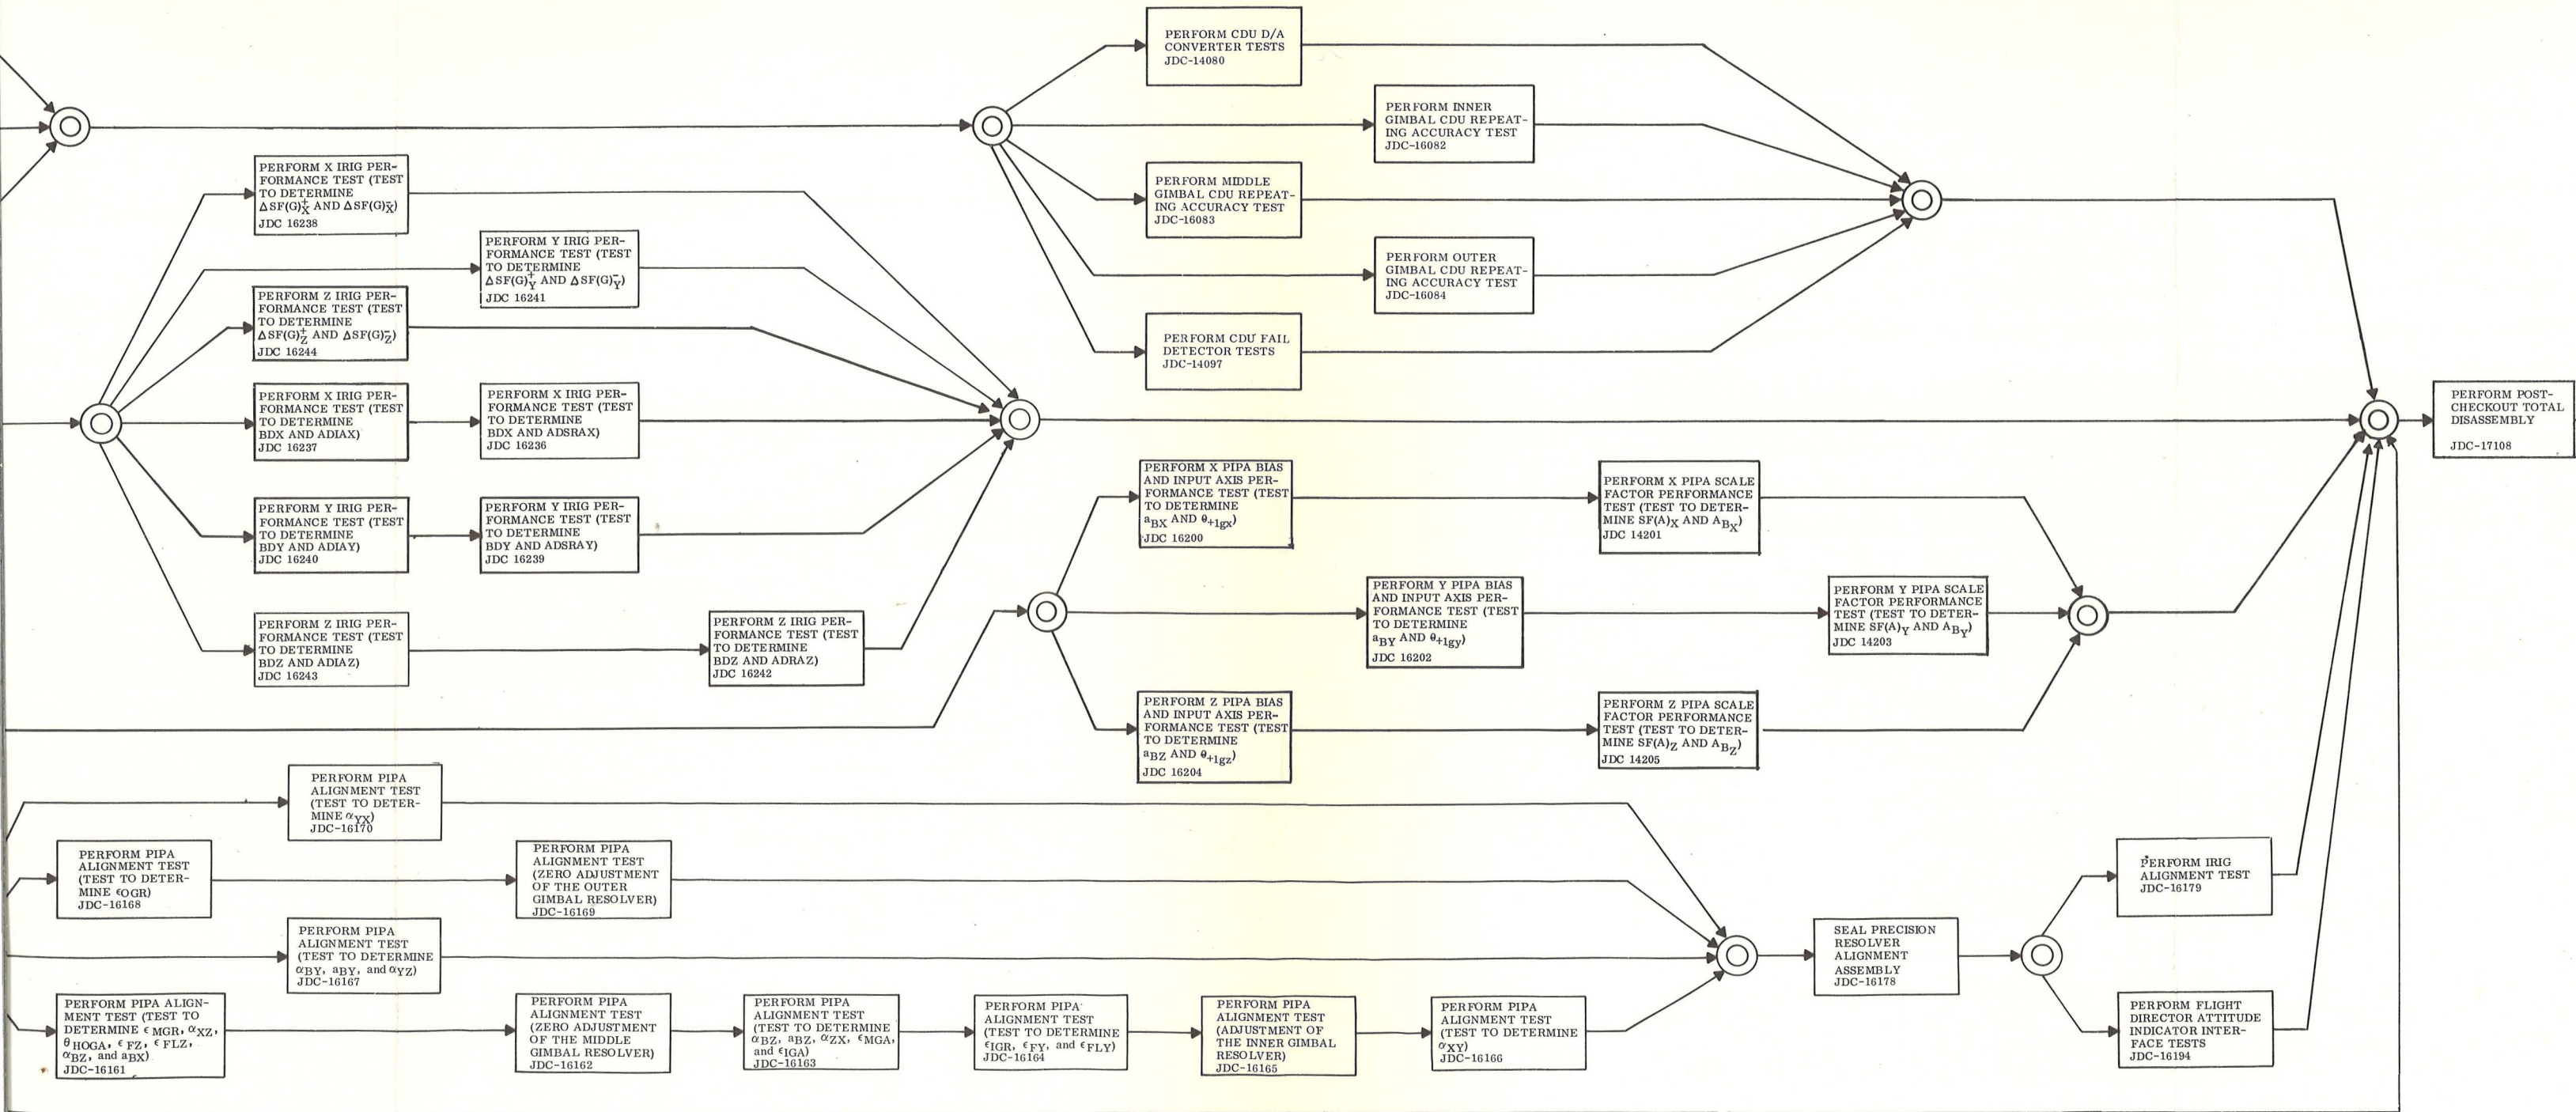 PERFORM CDU D/A
CONVERTER TESTS
JDC-14080
PERFORM INNER
GIMBAL CDU REPEAT-
ING ACCURACY TEST
JDC-16082
PERFORM MIDDLE
GIMBAL CDU REPEAT-
ING ACCURACY TEST
JDC-16083
PERFORM OUTER
GIMBAL CDU REPEAT-
ING ACCURACY TEST
JDC-16084
PERFORM CDU FAIL
DETECTOR TESTS
JDC-14097
PERFORM X IRIG PER-
FORMANCE TEST (TEST
TO DETERMINE
ΔSF(G)⁺X AND ΔSF(G)⁻X)
JDC 16238
PERFORM Y IRIG PER-
FORMANCE TEST (TEST
TO DETERMINE
ΔSF(G)⁺Y AND ΔSF(G)⁻Y)
JDC 16241
PERFORM Z IRIG PER-
FORMANCE TEST (TEST
TO DETERMINE
ΔSF(G)⁺Z AND ΔSF(G)⁻Z)
JDC 16244
PERFORM X IRIG PER-
FORMANCE TEST (TEST
TO DETERMINE
BDX AND ADIAX)
JDC 16237
PERFORM X IRIG PER-
FORMANCE TEST (TEST
TO DETERMINE
BDX AND ADSRAX)
JDC 16236
PERFORM Y IRIG PER-
FORMANCE TEST (TEST
TO DETERMINE
BDY AND ADIAY)
JDC 16240
PERFORM Y IRIG PER-
FORMANCE TEST (TEST
TO DETERMINE
BDY AND ADSRAY)
JDC 16239
PERFORM Z IRIG PER-
FORMANCE TEST (TEST
TO DETERMINE
BDZ AND ADIAZ)
JDC 16243
PERFORM Z IRIG PER-
FORMANCE TEST (TEST
TO DETERMINE
BDZ AND ADRAZ)
JDC 16242
PERFORM POST-
CHECKOUT TOTAL
DISASSEMBLY
JDC-17108
PERFORM X PIPA BIAS
AND INPUT AXIS PER-
FORMANCE TEST (TEST
TO DETERMINE
aBX AND θ+1gx)
JDC 16200
PERFORM X PIPA SCALE
FACTOR PERFORMANCE
TEST (TEST TO DETER-
MINE SF(A)X AND ABX)
JDC 14201
PERFORM Y PIPA BIAS
AND INPUT AXIS PER-
FORMANCE TEST (TEST
TO DETERMINE
aBY AND θ+1gy)
JDC 16202
PERFORM Y PIPA SCALE
FACTOR PERFORMANCE
TEST (TEST TO DETER-
MINE SF(A)Y AND ABY)
JDC 14203
PERFORM Z PIPA BIAS
AND INPUT AXIS PER-
FORMANCE TEST (TEST
TO DETERMINE
aBZ AND θ+1gz)
JDC 16204
PERFORM Z PIPA SCALE
FACTOR PERFORMANCE
TEST (TEST TO DETER-
MINE SF(A)Z AND ABZ)
JDC 14205
PERFORM PIPA
ALIGNMENT TEST
(TEST TO DETER-
MINE αYX)
JDC-16170
PERFORM PIPA
ALIGNMENT TEST
(TEST TO DETER-
MINE ϵOGR)
JDC-16168
PERFORM PIPA
ALIGNMENT TEST
(ZERO ADJUSTMENT
OF THE OUTER
GIMBAL RESOLVER)
JDC-16169
PERFORM PIPA
ALIGNMENT TEST
(TEST TO DETERMINE
αBY, aBY, and αYZ)
JDC-16167
PERFORM PIPA ALIGN-
MENT TEST (TEST TO
DETERMINE ϵMGR, αXZ,
θHOGA, ϵFZ, ϵFLZ,
αBZ, and aBX)
JDC-16161
PERFORM PIPA
ALIGNMENT TEST
(ZERO ADJUSTMENT
OF THE MIDDLE
GIMBAL RESOLVER)
JDC-16162
PERFORM PIPA
ALIGNMENT TEST
(TEST TO DETERMINE
αBZ, aBZ, αZX, ϵMGA,
and ϵIGA)
JDC-16163
PERFORM PIPA
ALIGNMENT TEST
(TEST TO DETERMINE
ϵIGR, ϵFY, and ϵFLY)
JDC-16164
PERFORM PIPA
ALIGNMENT TEST
(ADJUSTMENT OF
THE INNER GIMBAL
RESOLVER)
JDC-16165
PERFORM PIPA
ALIGNMENT TEST
(TEST TO DETERMINE
αXY)
JDC-16166
SEAL PRECISION
RESOLVER
ALIGNMENT
ASSEMBLY
JDC-16178
PERFORM IRIG
ALIGNMENT TEST
JDC-16179
PERFORM FLIGHT
DIRECTOR ATTITUDE
INDICATOR INTER-
FACE TESTS
JDC-16194